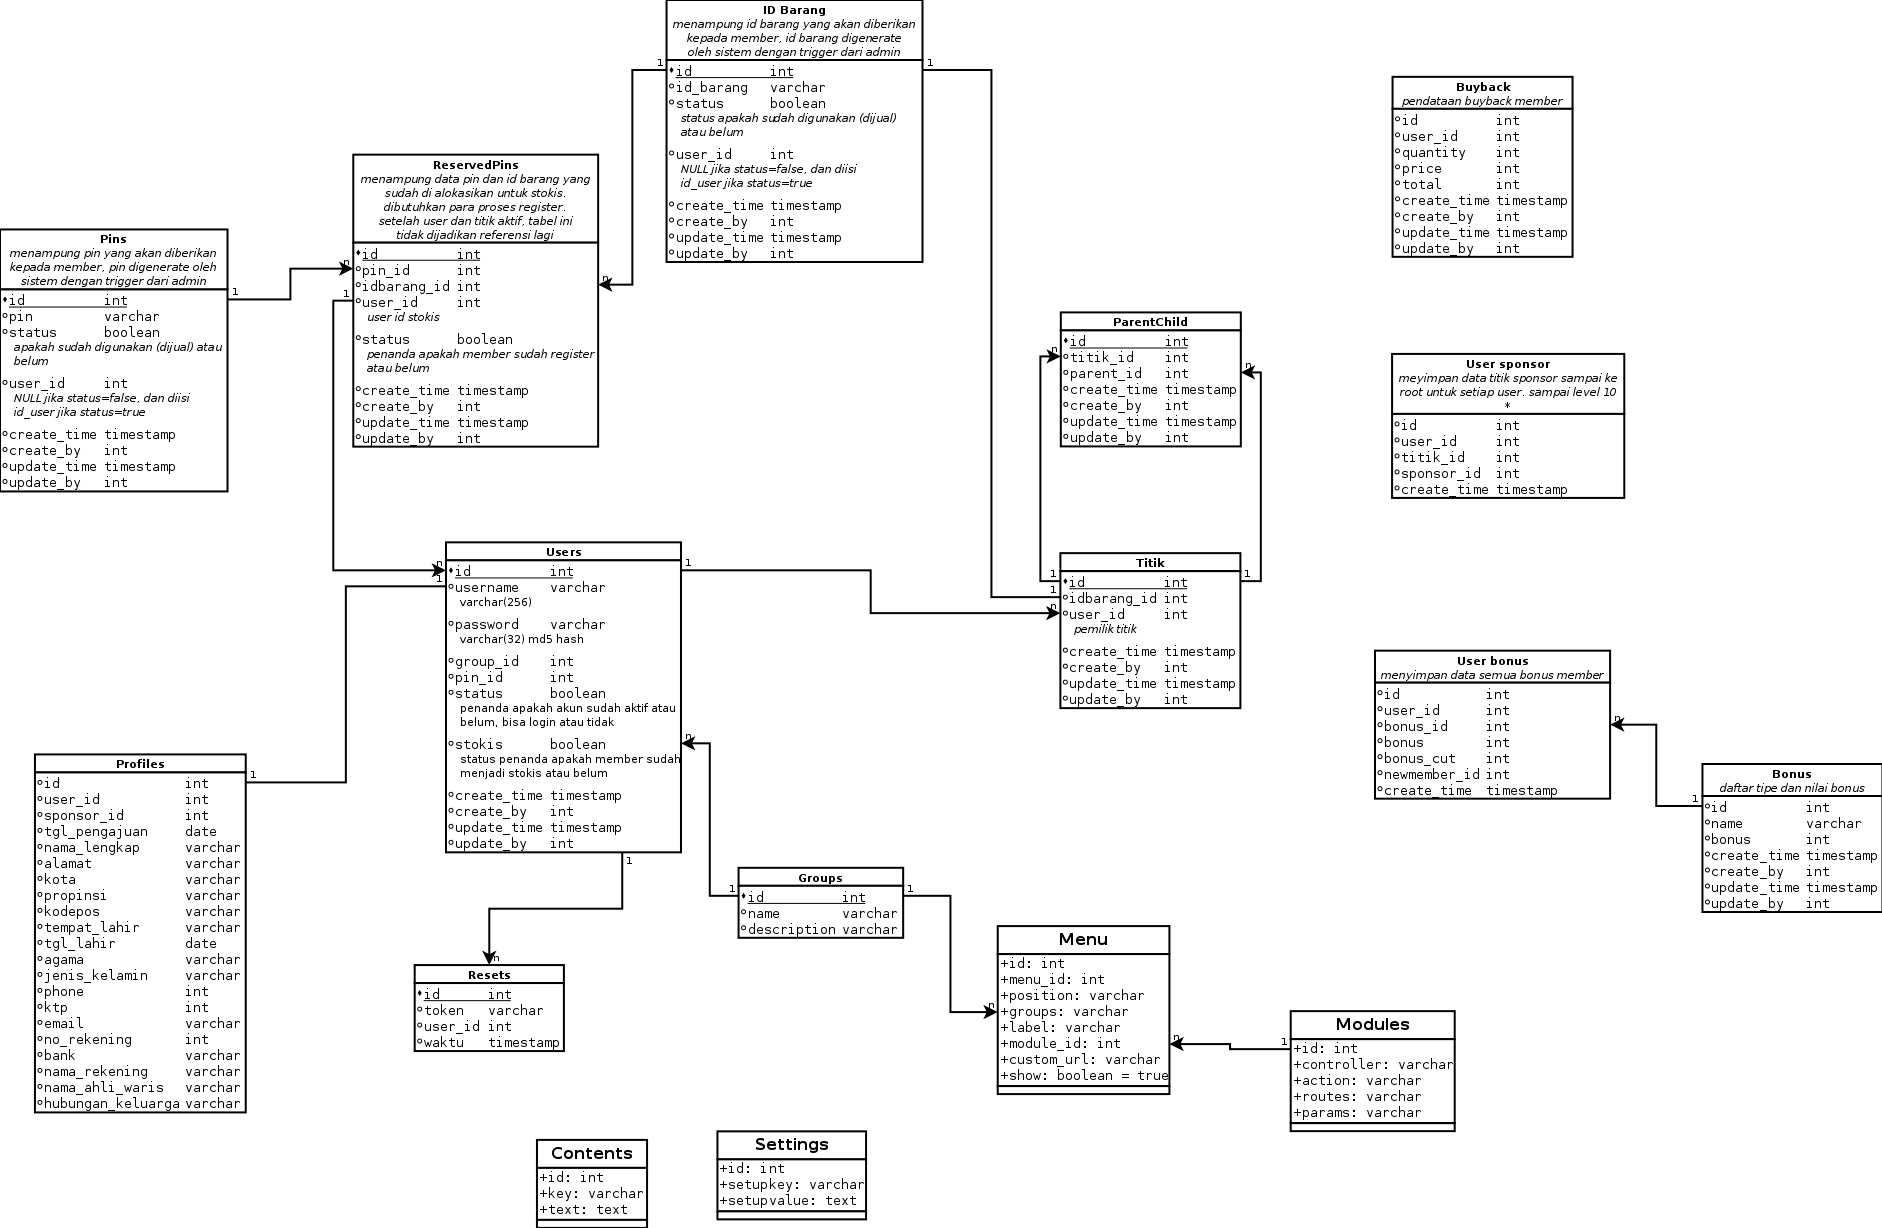 ID Barang
menampung id barang yang akan diberikan
kepada member, id barang digenerate
oleh sistem dengan trigger dari admin
id int
id_barang varchar
status boolean
status apakah sudah digunakan (dijual)
atau belum
user_id int
NULL jika status=false, dan diisi
id_user jika status=true
create_time timestamp
create_by int
update_time timestamp
update_by int
1
1
Buyback
pendataan buyback member
id int
user_id int
quantity int
price int
total int
create_time timestamp
create_by int
update_time timestamp
update_by int
ReservedPins
menampung data pin dan id barang yang
sudah di alokasikan untuk stokis.
dibutuhkan para proses register.
setelah user dan titik aktif, tabel ini
tidak dijadikan referensi lagi
id int
pin_id int
idbarang_id int
user_id int
user id stokis
status boolean
penanda apakah member sudah register
atau belum
create_time timestamp
create_by int
update_time timestamp
update_by int
n
1
n
Pins
menampung pin yang akan diberikan
kepada member, pin digenerate oleh
sistem dengan trigger dari admin
id int
pin varchar
status boolean
apakah sudah digunakan (dijual) atau
belum
user_id int
NULL jika status=false, dan diisi
id_user jika status=true
create_time timestamp
create_by int
update_time timestamp
update_by int
1
ParentChild
id int
titik_id int
parent_id int
create_time timestamp
create_by int
update_time timestamp
update_by int
n
n
User sponsor
meyimpan data titik sponsor sampai ke
root untuk setiap user. sampai level 10
*
id int
user_id int
titik_id int
sponsor_id int
create_time timestamp
Users
id int
username varchar
varchar(256)
password varchar
varchar(32) md5 hash
group_id int
pin_id int
status boolean
penanda apakah akun sudah aktif atau
belum, bisa login atau tidak
stokis boolean
status penanda apakah member sudah
menjadi stokis atau belum
create_time timestamp
create_by int
update_time timestamp
update_by int
n
1
1
n
1
Titik
id int
idbarang_id int
user_id int
pemilik titik
create_time timestamp
create_by int
update_time timestamp
update_by int
1
1
n
1
User bonus
menyimpan data semua bonus member
id int
user_id int
bonus_id int
bonus int
bonus_cut int
newmember_id int
create_time timestamp
n
Bonus
daftar tipe dan nilai bonus
id int
name varchar
bonus int
create_time timestamp
create_by int
update_time timestamp
update_by int
1
Profiles
id int
user_id int
sponsor_id int
tgl_pengajuan date
nama_lengkap varchar
alamat varchar
kota varchar
propinsi varchar
kodepos varchar
tempat_lahir varchar
tgl_lahir date
agama varchar
jenis_kelamin varchar
phone int
ktp int
email varchar
no_rekening int
bank varchar
nama_rekening varchar
nama_ahli_waris varchar
hubungan_keluarga varchar
1
Groups
id int
name varchar
description varchar
1
1
Resets
id int
token varchar
user_id int
waktu timestamp
n
Menu
+id: int
+menu_id: int
+position: varchar
+groups: varchar
+label: varchar
+module_id: int
+custom_url: varchar
+show: boolean = true
n
n
Modules
+id: int
+controller: varchar
+action: varchar
+routes: varchar
+params: varchar
1
Contents
+id: int
+key: varchar
+text: text
Settings
+id: int
+setupkey: varchar
+setupvalue: text